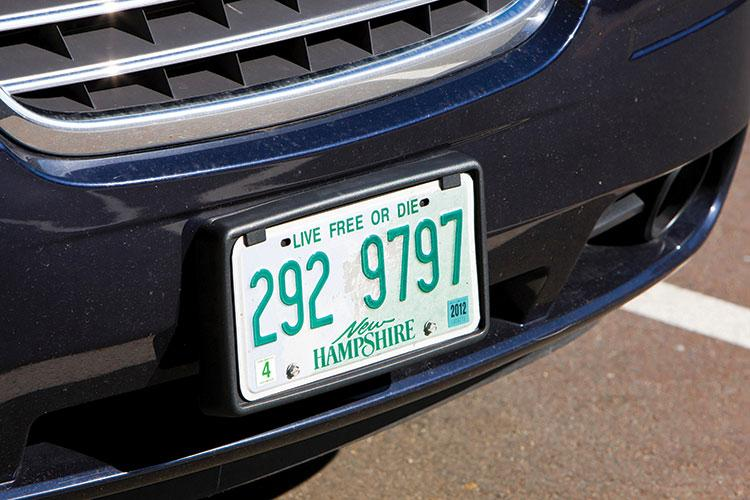 LIVE FREE OR DIE
292 9797
2012
New
4
HAMPSHIRE